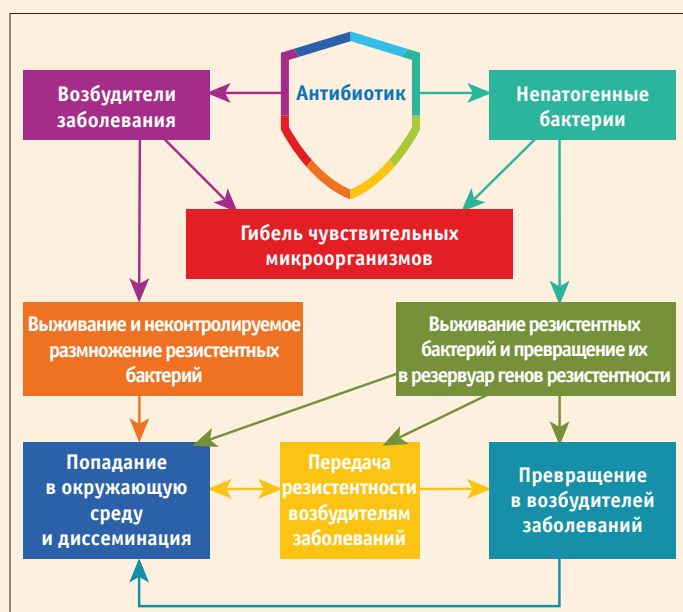 Антибиотик
Возбудители
заболевания
Непатогенные
бактерии
Гибель чувствительных
микроорганизмов
Выживание и неконтролируемое
размножение резистентных
бактерий
Выживание резистентных
бактерий и превращение их
в резервуар генов резистентности
Попадание
в окружающую
среду
и диссеминация
Передача
резистентности
возбудителям
заболеваний
Превращение
в возбудителей
заболеваний